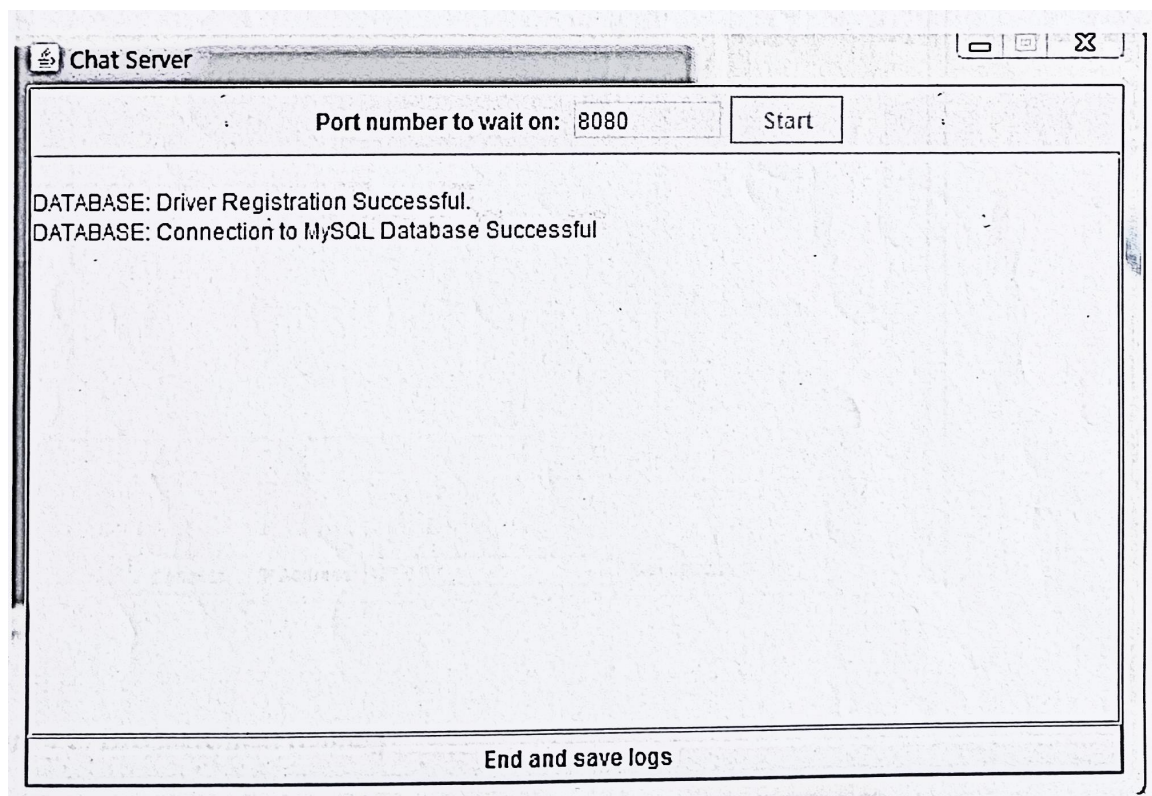 Chat Server
Port number to wait on: 8080 Start
DATABASE: Driver Registration Successful.
DATABASE: Connection to MySQL Database Successful
End and save logs